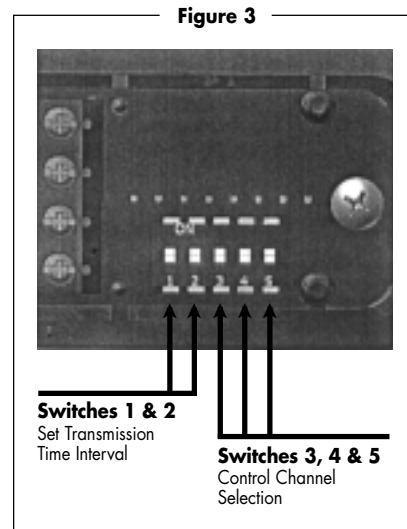 Figure 3
ON
1 2 3 4 5
Switches 1 & 2
Set Transmission
Time Interval
Switches 3, 4 & 5
Control Channel
Selection